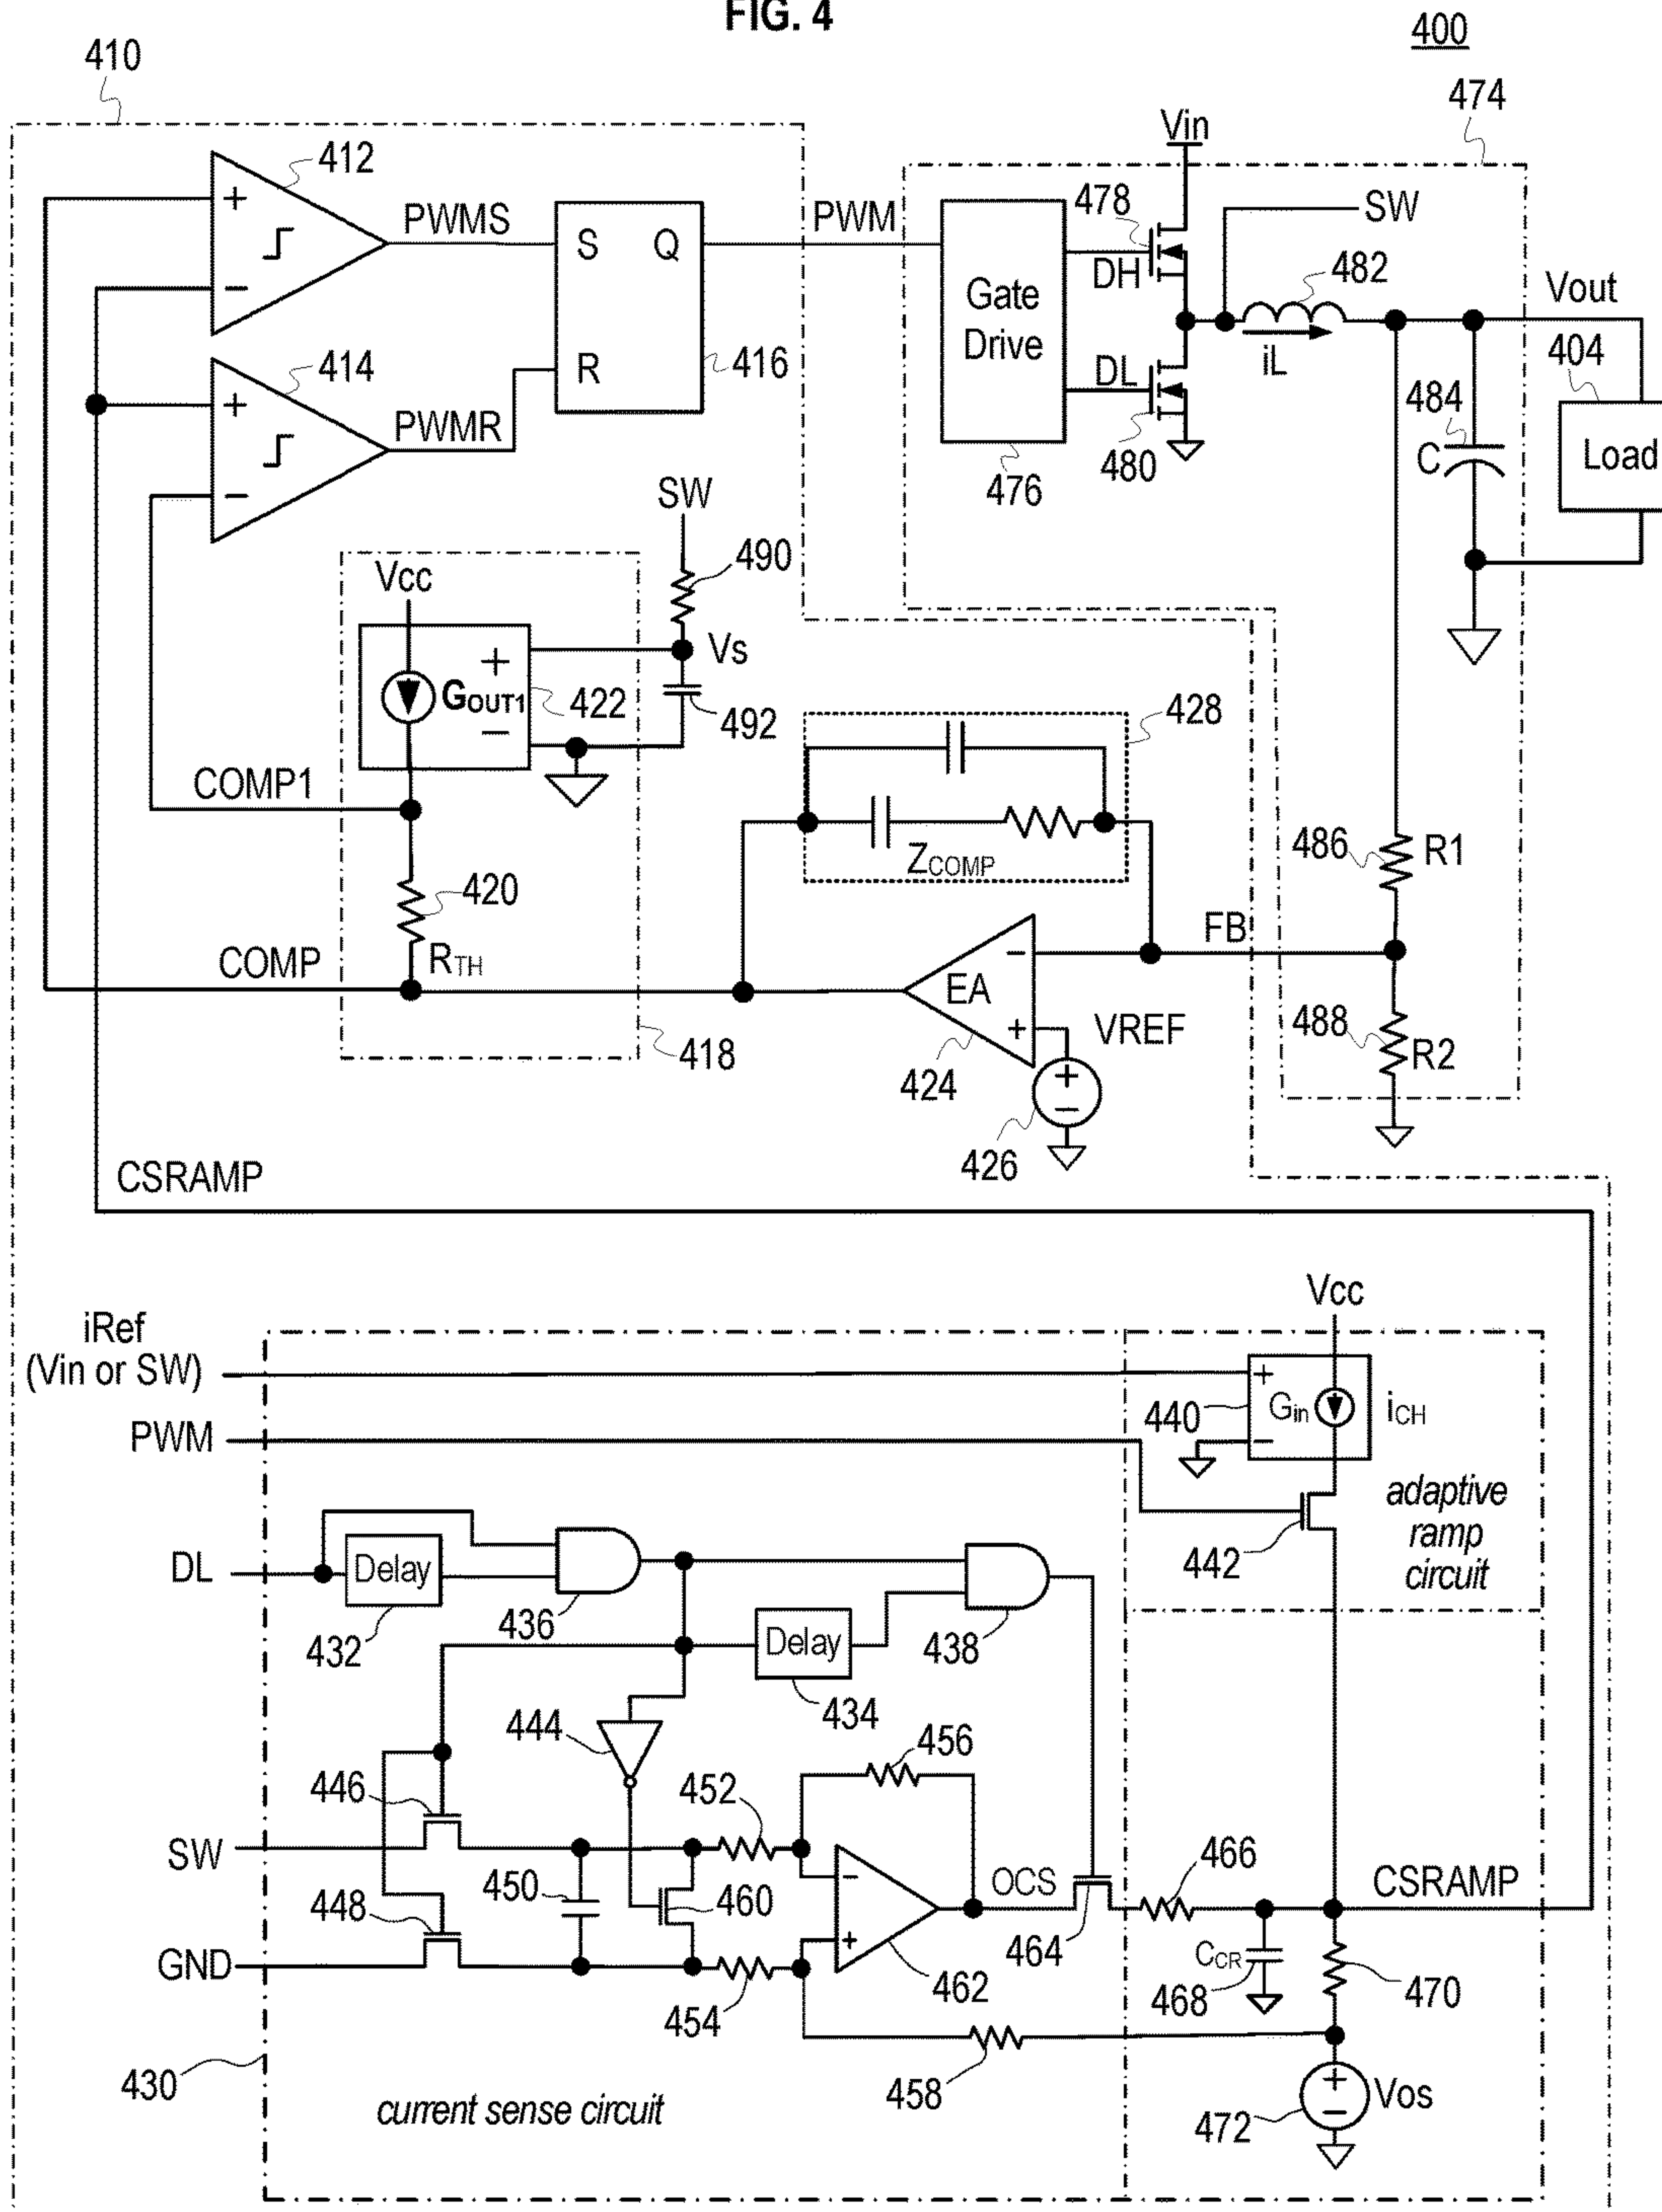 FIG. 4
400
410
474
Vin
412
+
−
PWMS
S
Q
R
416
PWM
478
DH
Gate
Drive
476
DL
480
SW
482
iL
Vout
404
Load
484
C
414
+
−
PWMR
SW
490
Vs
492
Vcc
+
GOUT1
−
422
COMP1
420
RTH
COMP
418
428
ZCOMP
FB
EA
−
+
424
VREF
+
−
426
486
R1
488
R2
CSRAMP
iRef
(Vin or SW)
PWM
Vcc
440
+
Gin
−
iCH
442
adaptive
ramp
circuit
DL
Delay
432
436
Delay
434
438
444
446
SW
448
GND
450
452
454
456
460
−
+
462
OCS
464
466
CCR
468
CSRAMP
470
458
+
−
Vos
472
430
current sense circuit